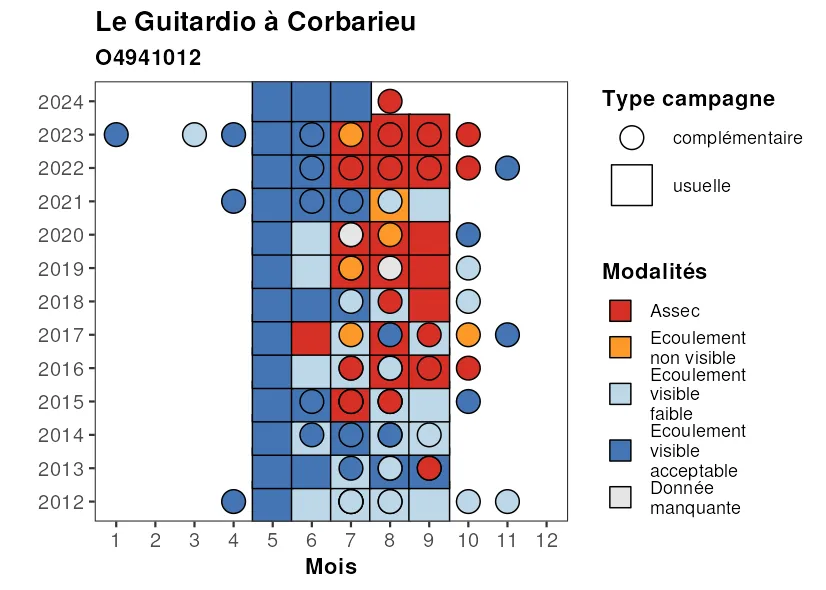 Le Guitardio à Corbarieu
O4941012
2024
2023
2022
2021
2020
2019
2018
2017
2016
2015
2014
2013
2012
1 2 3 4 5 6 7 8 9 10 11 12
Mois
Type campagne
complémentaire
usuelle
Modalités
Assec
Ecoulement
non visible
Ecoulement
visible
faible
Ecoulement
visible
acceptable
Donnée
manquante